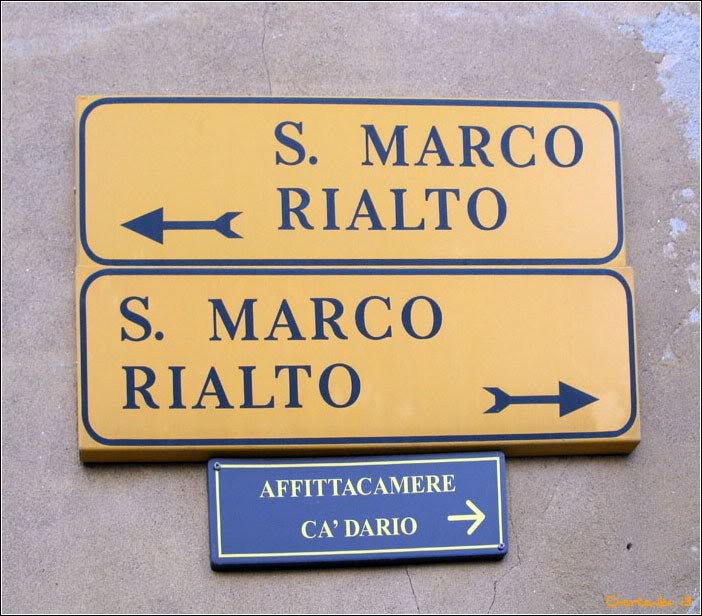 S. MARCO
RIALTO
S. MARCO
RIALTO
AFFITTACAMERE
CA' DARIO